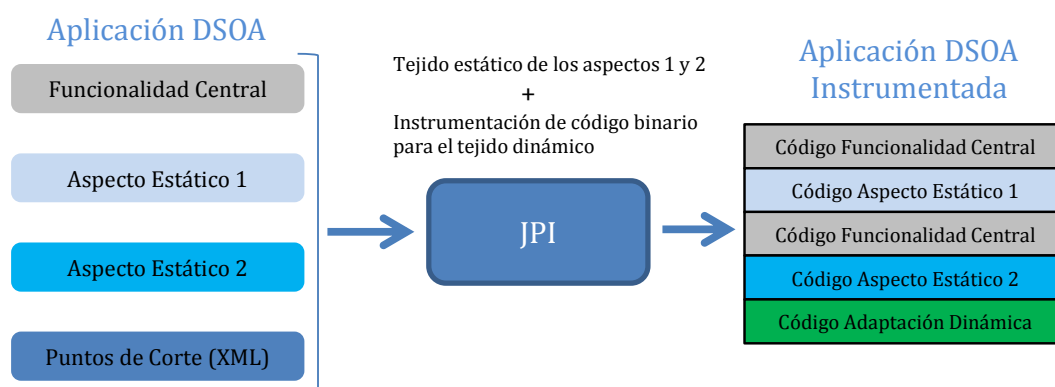 Aplicación DSOA
Funcionalidad Central
Aspecto Estático 1
Aspecto Estático 2
Puntos de Corte (XML)
Tejido estático de los aspectos 1 y 2
+
Instrumentación de código binario
para el tejido dinámico
JPI
Aplicación DSOA
Instrumentada
Código Funcionalidad Central
Código Aspecto Estático 1
Código Funcionalidad Central
Código Aspecto Estático 2
Código Adaptación Dinámica